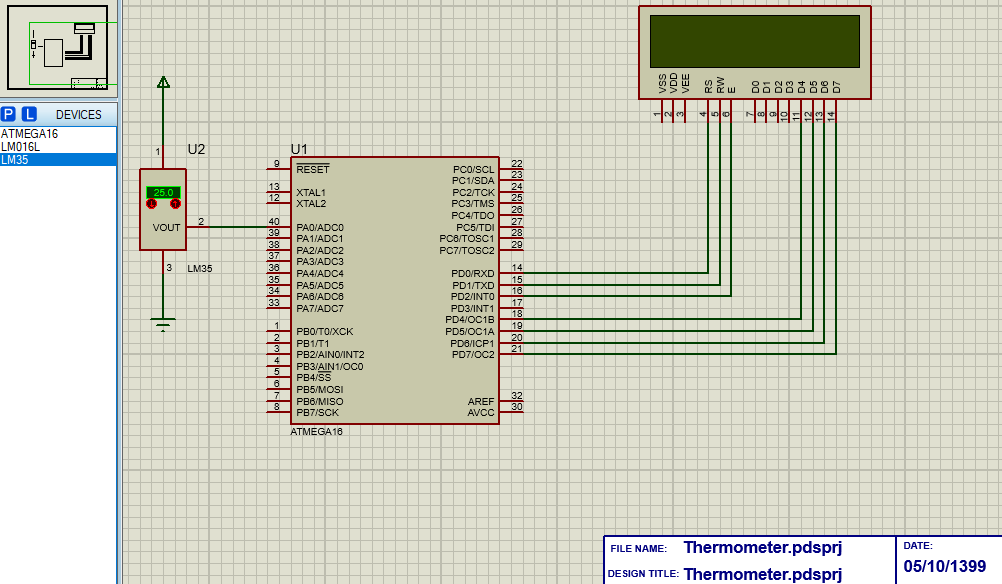 P L DEVICES
ATMEGA16
LM016L
LM35
1
U2
25.0
VOUT
2
3
LM35
U1
9 RESET
13 XTAL1
12 XTAL2
40 PA0/ADC0
39 PA1/ADC1
38 PA2/ADC2
37 PA3/ADC3
36 PA4/ADC4
35 PA5/ADC5
34 PA6/ADC6
33 PA7/ADC7
1 PB0/T0/XCK
2 PB1/T1
3 PB2/AIN0/INT2
4 PB3/AIN1/OC0
5 PB4/SS
6 PB5/MOSI
7 PB6/MISO
8 PB7/SCK
PC0/SCL 22
PC1/SDA 23
PC2/TCK 24
PC3/TMS 25
PC4/TDO 26
PC5/TDI 27
PC6/TOSC1 28
PC7/TOSC2 29
PD0/RXD 14
PD1/TXD 15
PD2/INT0 16
PD3/INT1 17
PD4/OC1B 18
PD5/OC1A 19
PD6/ICP1 20
PD7/OC2 21
AREF 32
AVCC 30
ATMEGA16
VSS VDD VEE RS RW E D0 D1 D2 D3 D4 D5 D6 D7
1 2 3 4 5 6 7 8 9 10 11 12 13 14
FILE NAME: Thermometer.pdsprj
DESIGN TITLE: Thermometer.pdsprj
DATE:
05/10/1399